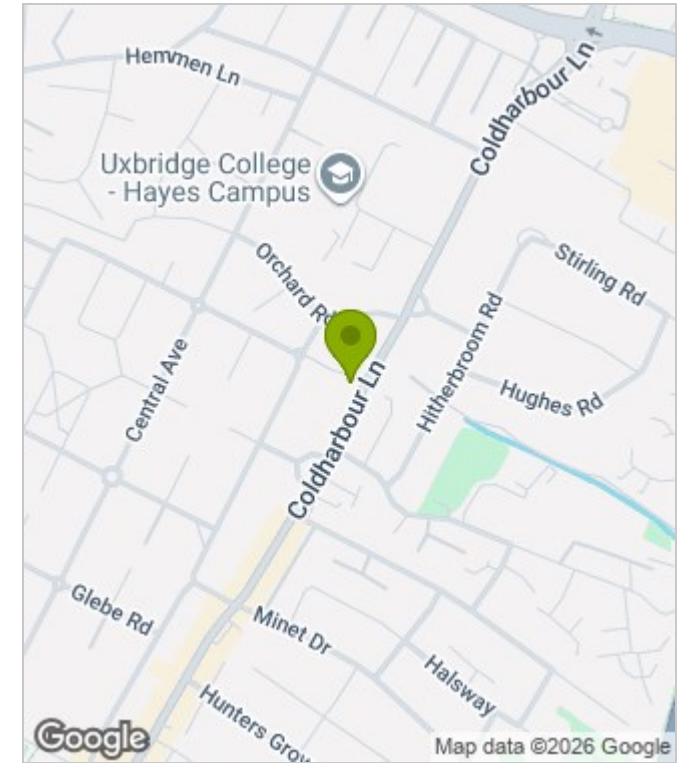 Hemmen Ln
Coldharbour Ln
Uxbridge College
- Hayes Campus
Orchard Rd
Stirling Rd
Hitherbroom Rd
Central Ave
Hughes Rd
Coldharbour Ln
Glebe Rd
Minet Dr
Halsway
Hunters Grov
Google
Map data ©2026 Google